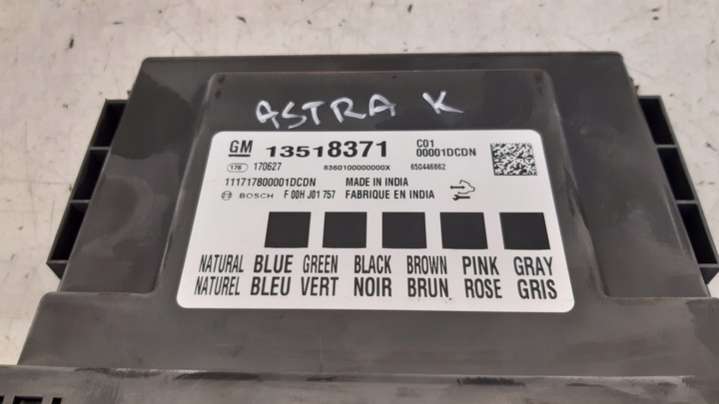 ASTRA K
GM 13518371 C01
00001DCDN
176 170627 8360100000000X 650446862
111717800001DCDN MADE IN INDIA
BOSCH F 00H J01 757 FABRIQUE EN INDIA
NATURAL BLUE GREEN BLACK BROWN PINK GRAY
NATUREL BLEU VERT NOIR BRUN ROSE GRIS